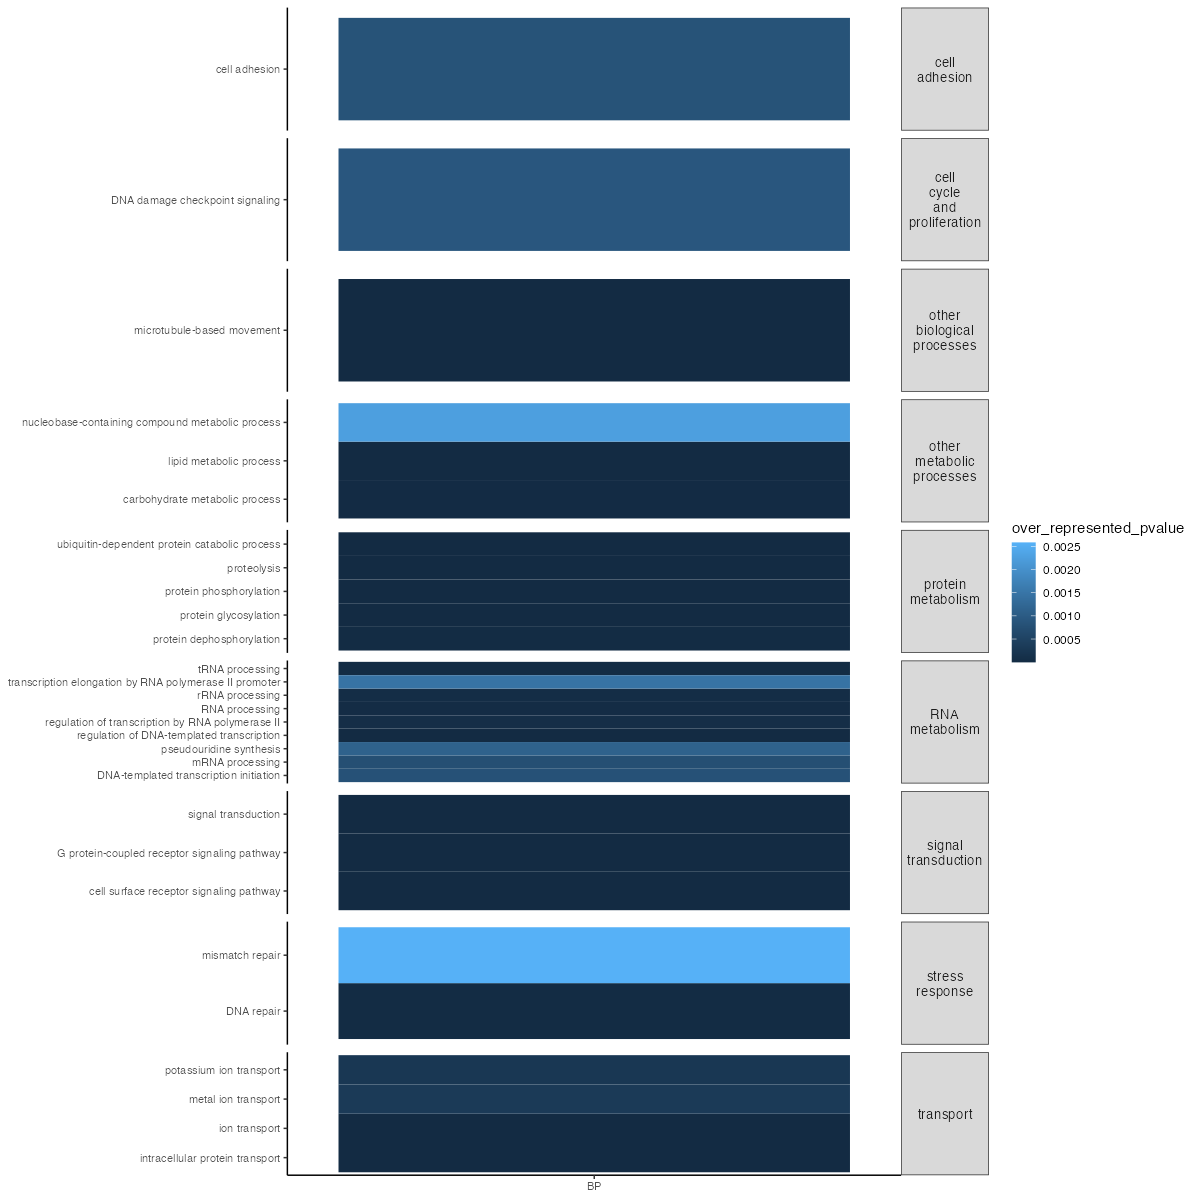 cell adhesion
cell
adhesion
DNA damage checkpoint signaling
cell
cycle
and
proliferation
microtubule-based movement
other
biological
processes
nucleobase-containing compound metabolic process
lipid metabolic process
carbohydrate metabolic process
other
metabolic
processes
ubiquitin-dependent protein catabolic process
proteolysis
protein phosphorylation
protein glycosylation
protein dephosphorylation
protein
metabolism
tRNA processing
transcription elongation by RNA polymerase II promoter
rRNA processing
RNA processing
regulation of transcription by RNA polymerase II
regulation of DNA-templated transcription
pseudouridine synthesis
mRNA processing
DNA-templated transcription initiation
RNA
metabolism
signal transduction
G protein-coupled receptor signaling pathway
cell surface receptor signaling pathway
signal
transduction
mismatch repair
DNA repair
stress
response
potassium ion transport
metal ion transport
ion transport
intracellular protein transport
transport
BP
over_represented_pvalue
0.0025
0.0020
0.0015
0.0010
0.0005